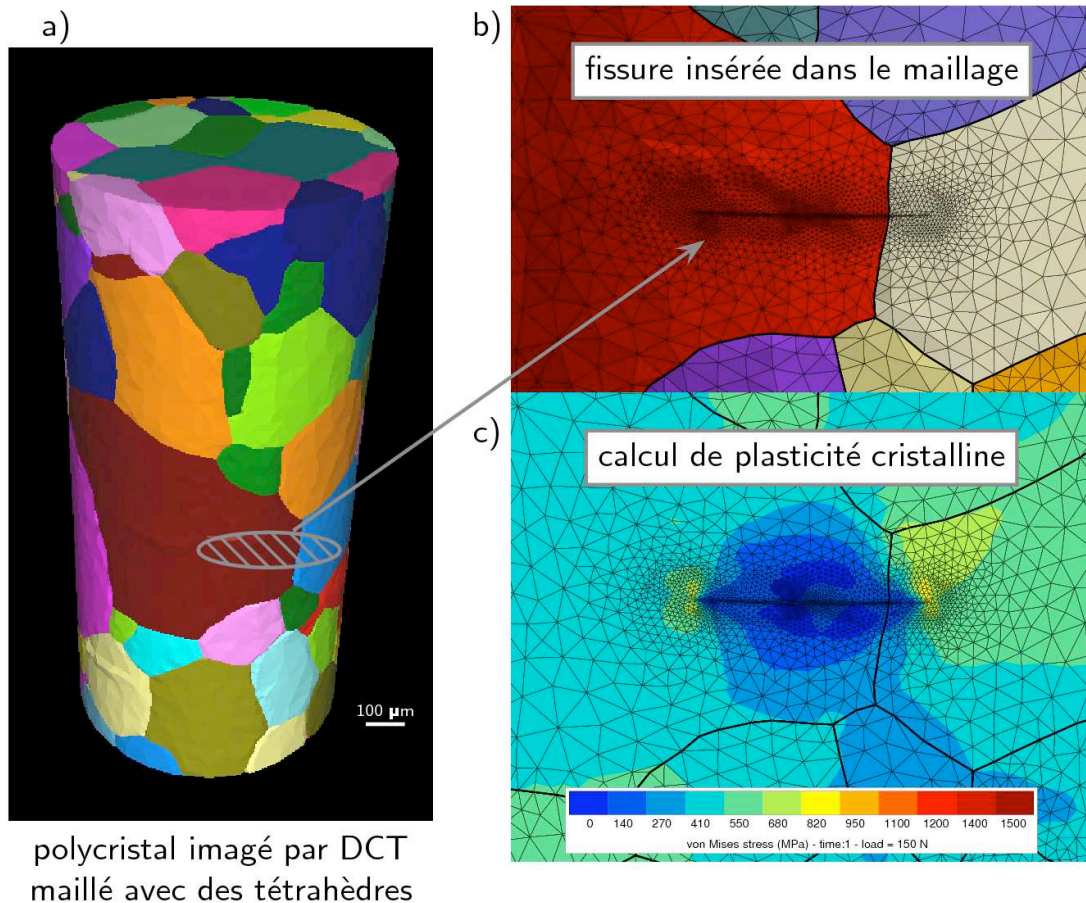 a)
100 µm
polycristal imagé par DCT
maillé avec des tétrahèdres
b)
fissure insérée dans le maillage
c)
calcul de plasticité cristalline
0 140 270 410 550 680 820 950 1100 1200 1400 1500
von Mises stress (MPa) - time:1 - load = 150 N